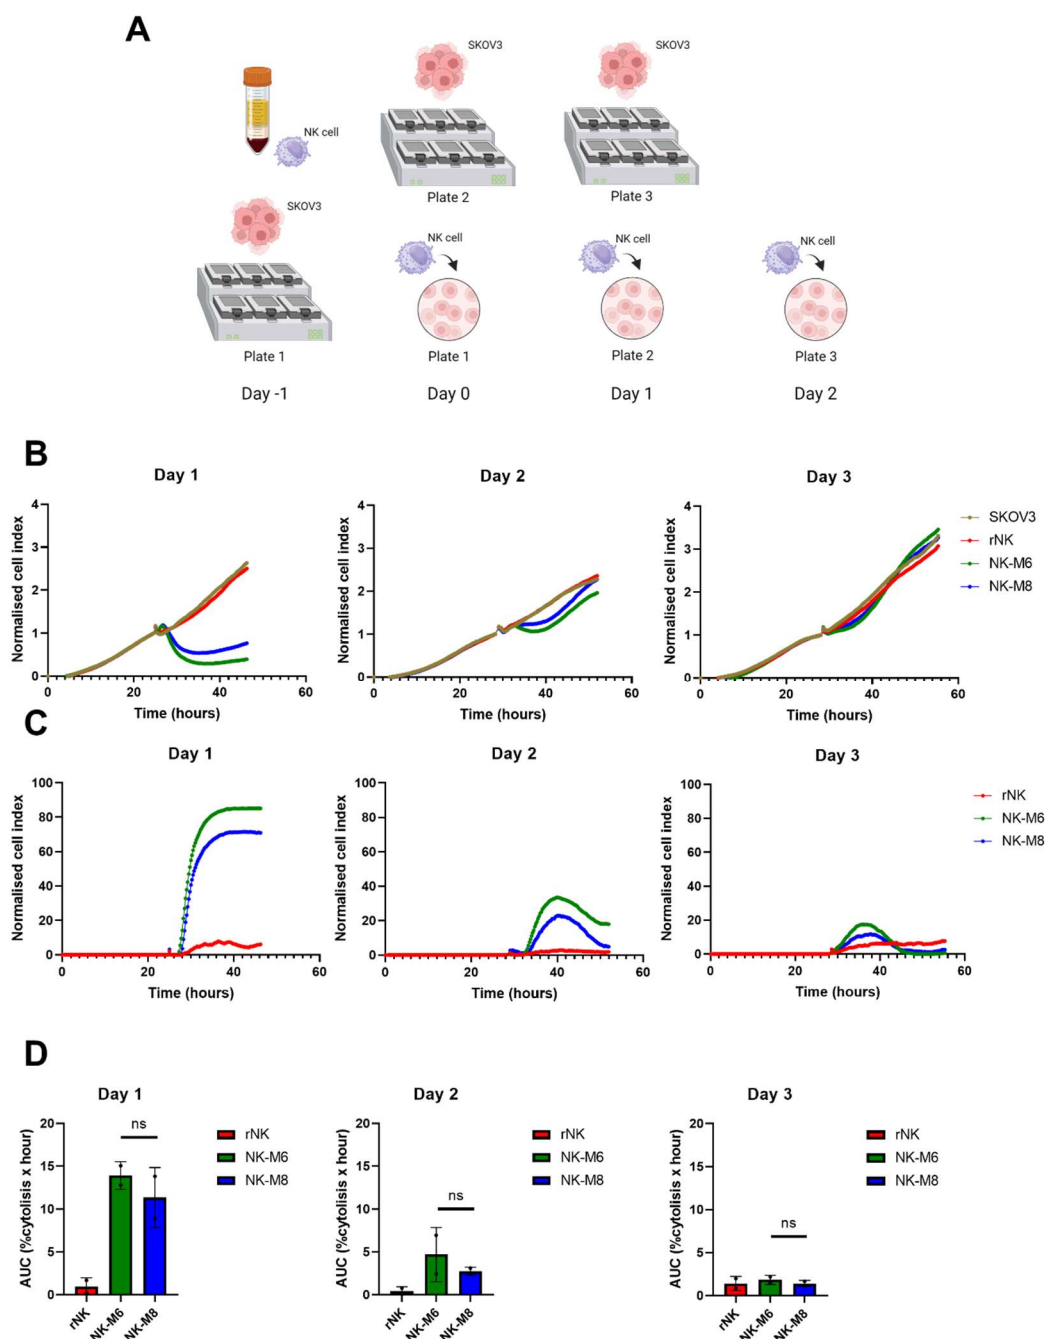 A
SKOV3
SKOV3
NK cell
Plate 2
Plate 3
SKOV3
NK cell
NK cell
NK cell
Plate 1
Plate 1
Plate 2
Plate 3
Day -1
Day 0
Day 1
Day 2
B
Day 1
Day 2
Day 3
Normalised cell index
4
3
2
1
0
0
20
40
60
Time (hours)
Normalised cell index
4
3
2
1
0
0
20
40
60
Time (hours)
Normalised cell index
4
3
2
1
0
0
20
40
60
Time (hours)
SKOV3
rNK
NK-M6
NK-M8
C
Day 1
Day 2
Day 3
Normalised cell index
100
80
60
40
20
0
0
20
40
60
Time (hours)
Normalised cell index
100
80
60
40
20
0
0
20
40
60
Time (hours)
Normalised cell index
100
80
60
40
20
0
0
20
40
60
Time (hours)
rNK
NK-M6
NK-M8
D
Day 1
Day 2
Day 3
AUC (%cytolisis x hour)
20
15
10
5
0
ns
rNK
NK-M6
NK-M8
rNK
NK-M6
NK-M8
AUC (%cytolisis x hour)
20
15
10
5
0
ns
rNK
NK-M6
NK-M8
rNK
NK-M6
NK-M8
AUC (%cytolisis x hour)
20
15
10
5
0
ns
rNK
NK-M6
NK-M8
rNK
NK-M6
NK-M8